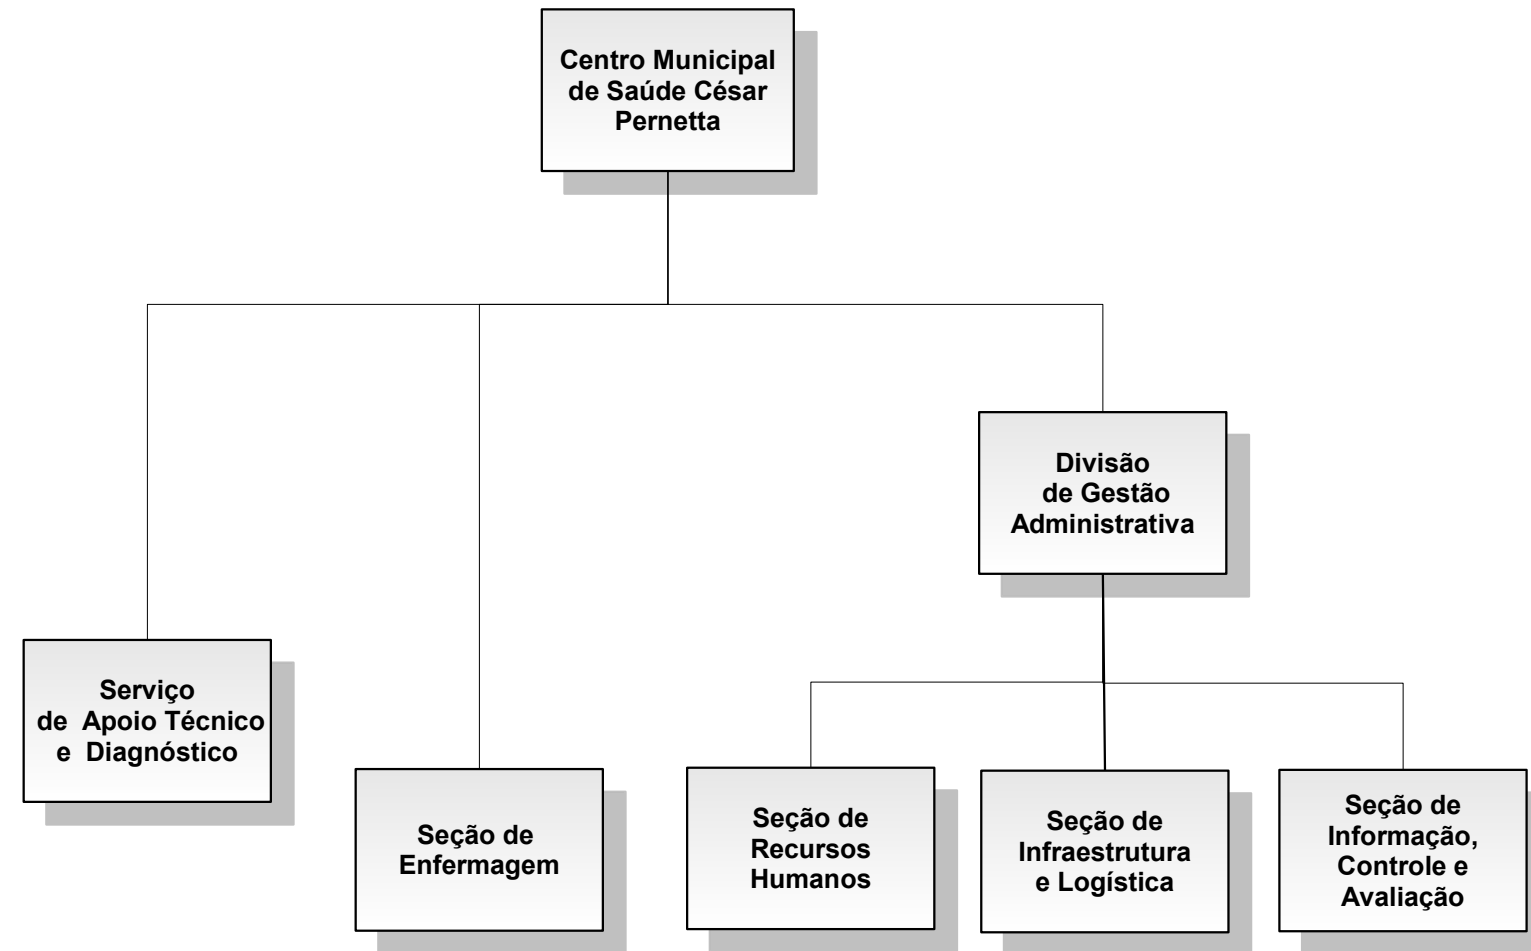 Centro Municipal
de Saúde César
Pernetta
Divisão
de Gestão
Administrativa
Serviço
de Apoio Técnico
e Diagnóstico
Seção de
Enfermagem
Seção de
Recursos
Humanos
Seção de
Infraestrutura
e Logística
Seção de
Informação,
Controle e
Avaliação